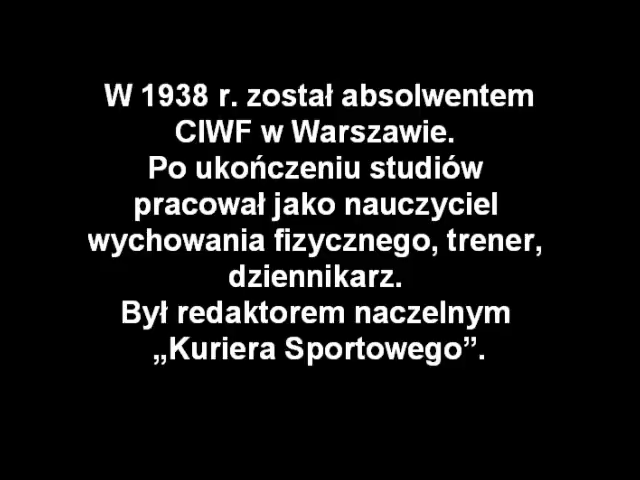 W 1938 r. został absolwentem
CIWF w Warszawie.
Po ukończeniu studiów
pracował jako nauczyciel
wychowania fizycznego, trener,
dziennikarz.
Był redaktorem naczelnym
„Kuriera Sportowego”.